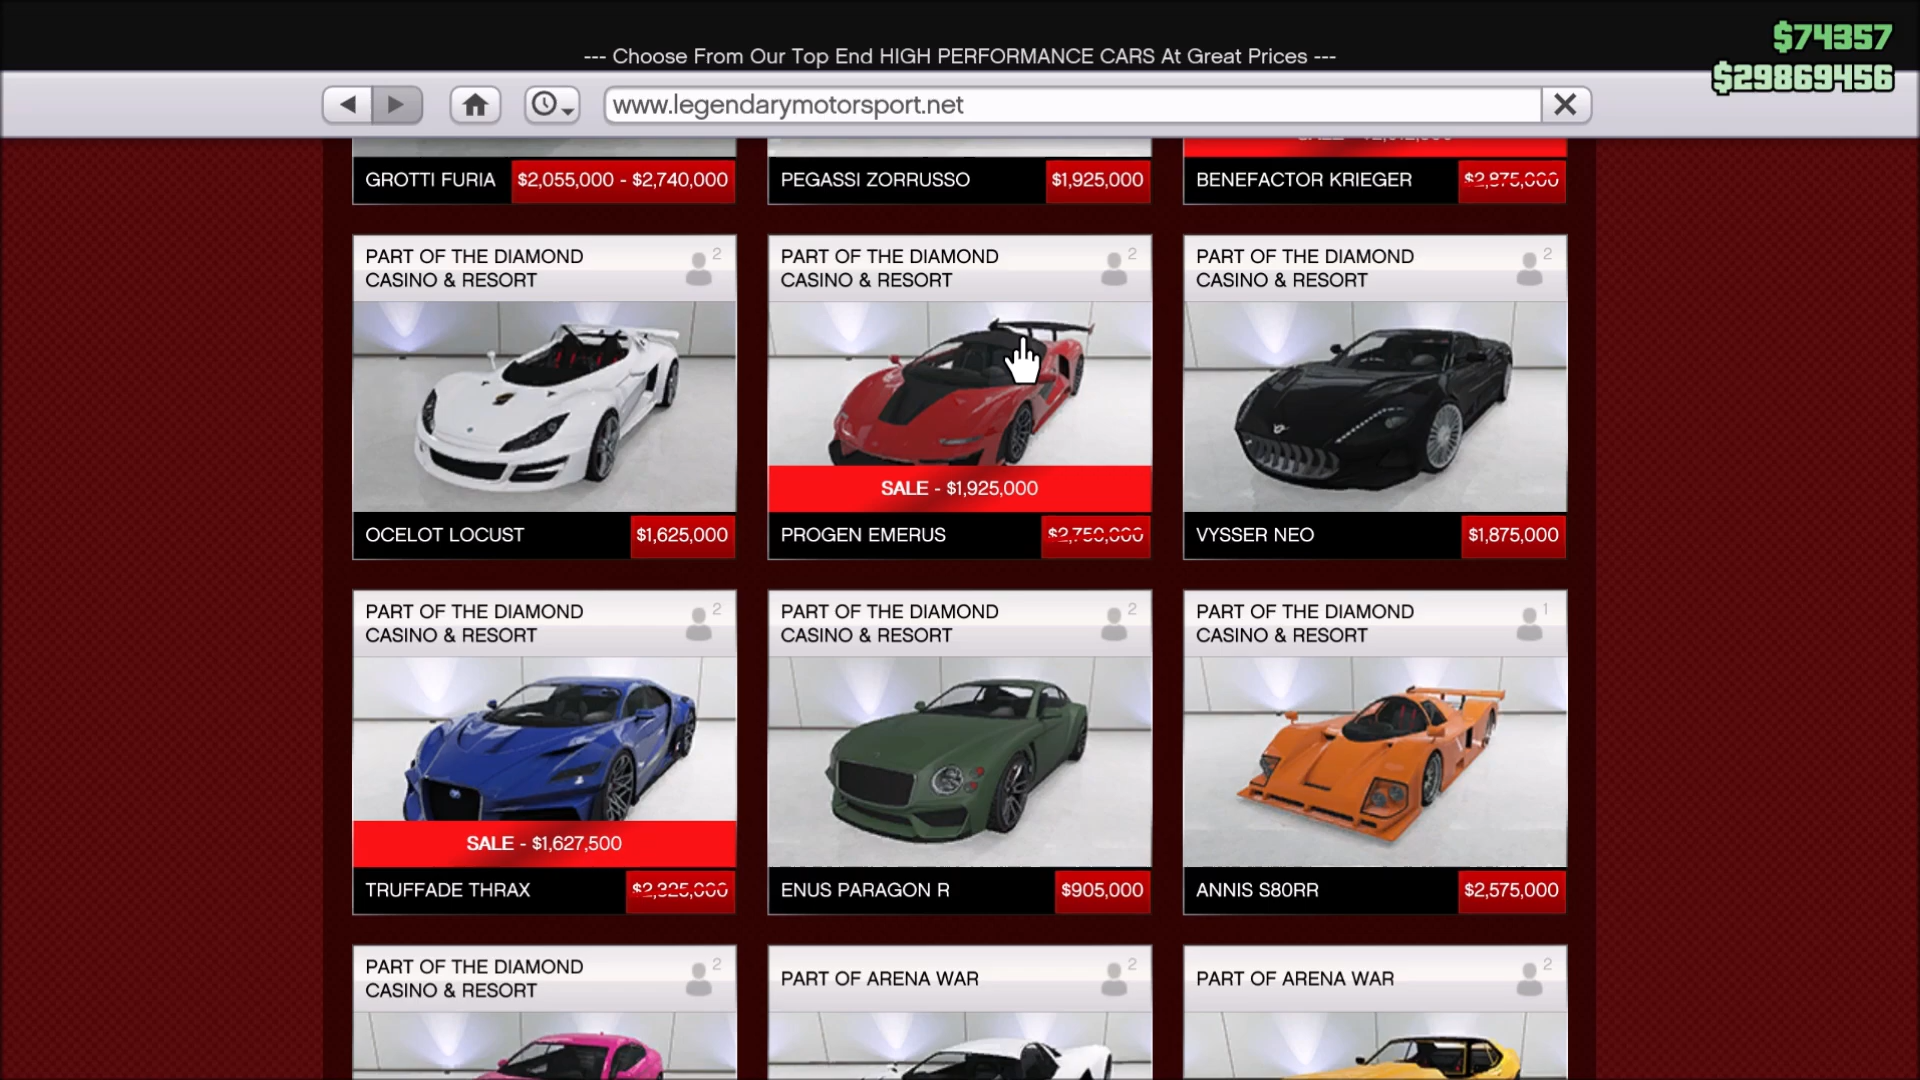 $74357
--- Choose From Our Top End HIGH PERFORMANCE CARS At Great Prices ---
$29869456
www.legendarymotorsport.net
GROTTI FURIA $2,055,000 - $2,740,000
PEGASSI ZORRUSSO $1,925,000
BENEFACTOR KRIEGER $2,875,000
PART OF THE DIAMOND
CASINO & RESORT
2
OCELOT LOCUST $1,625,000
PART OF THE DIAMOND
CASINO & RESORT
2
SALE - $1,925,000
PROGEN EMERUS $2,750,000
PART OF THE DIAMOND
CASINO & RESORT
2
VYSSER NEO $1,875,000
PART OF THE DIAMOND
CASINO & RESORT
2
SALE - $1,627,500
TRUFFADE THRAX $2,325,000
PART OF THE DIAMOND
CASINO & RESORT
2
ENUS PARAGON R $905,000
PART OF THE DIAMOND
CASINO & RESORT
1
ANNIS S80RR $2,575,000
PART OF THE DIAMOND
CASINO & RESORT
2
PART OF ARENA WAR
2
PART OF ARENA WAR
2